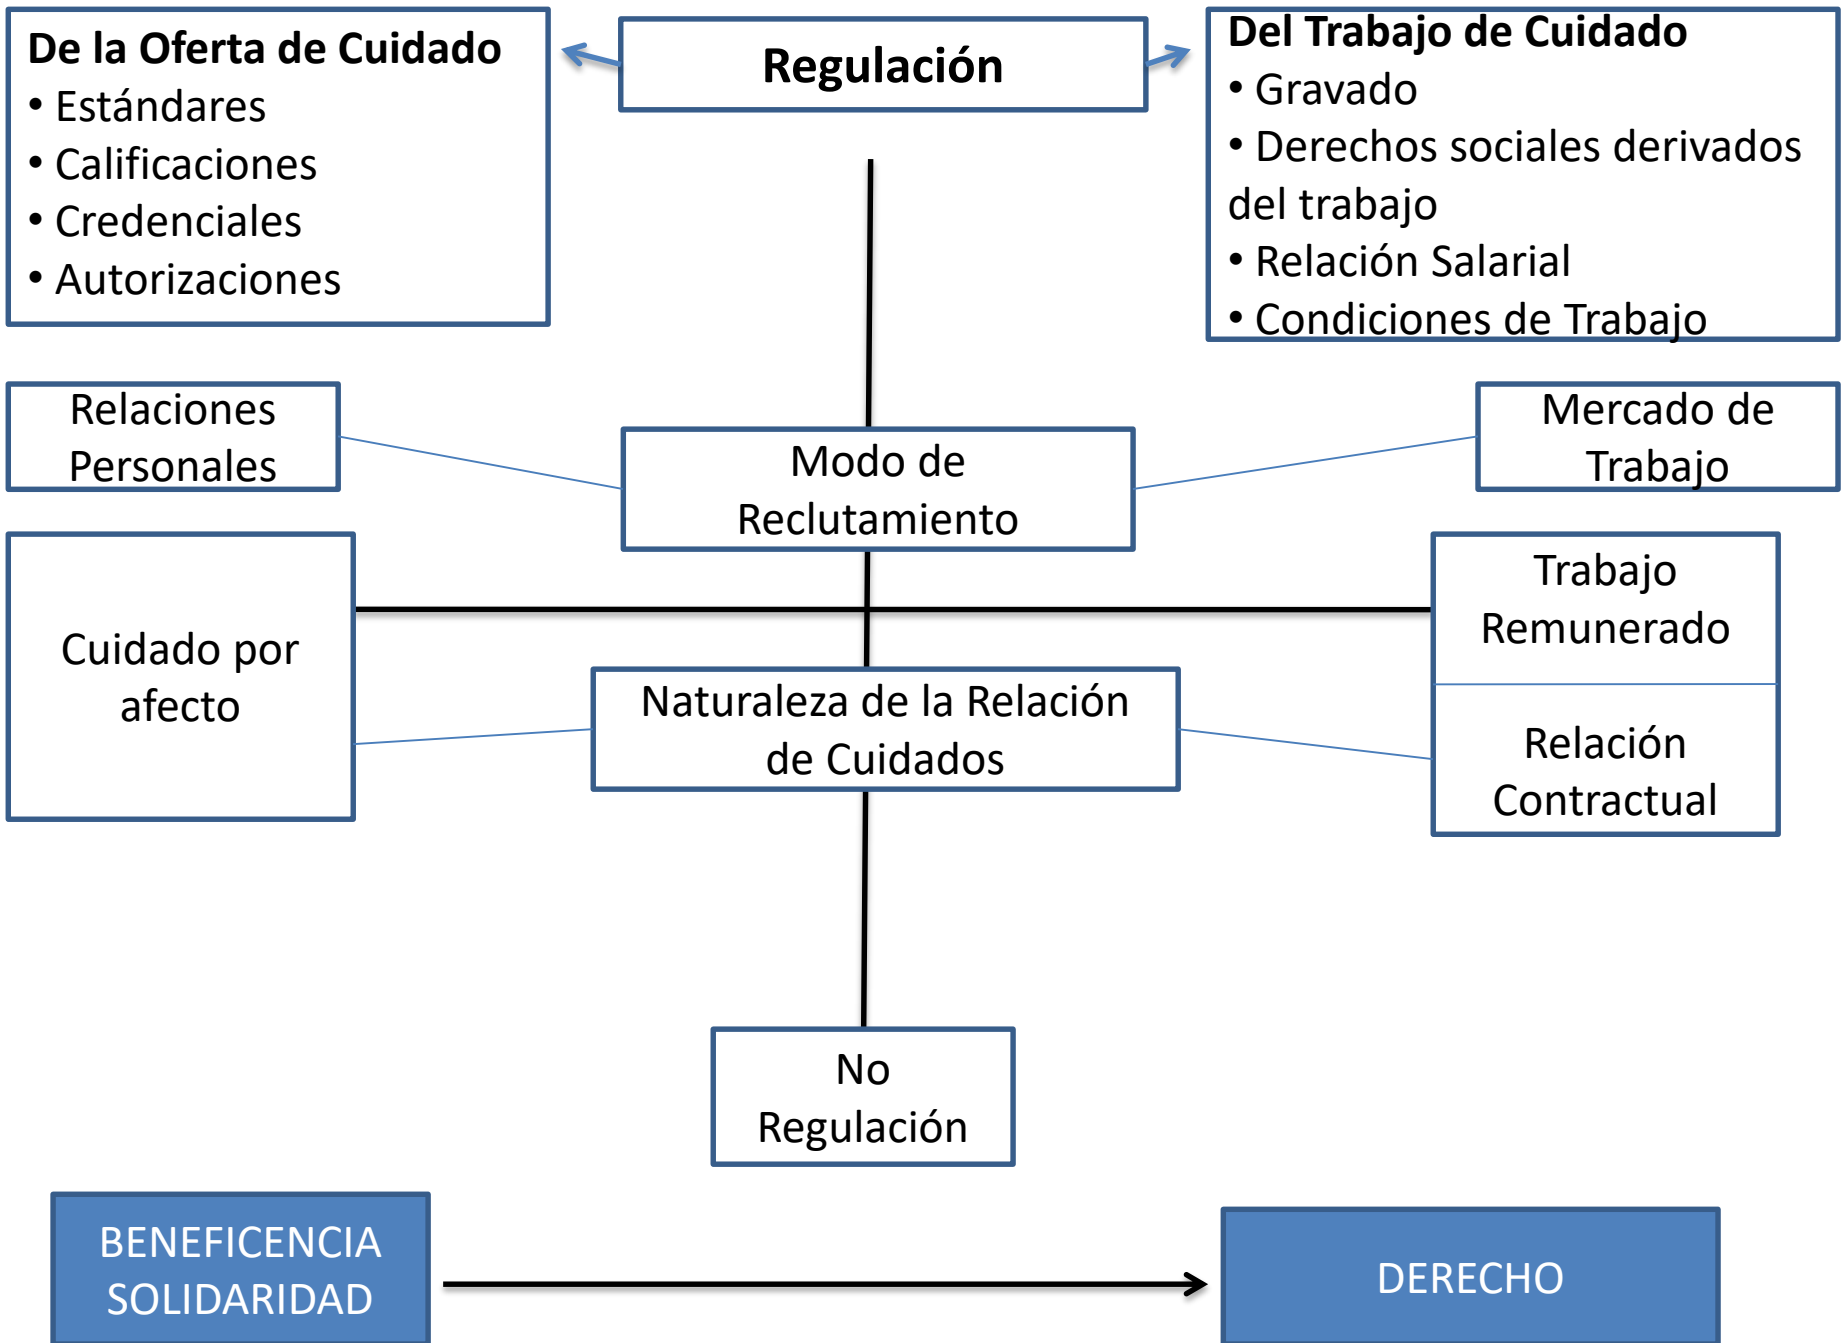 De la Oferta de Cuidado
• Estándares
• Calificaciones
• Credenciales
• Autorizaciones
Regulación
Del Trabajo de Cuidado
• Gravado
• Derechos sociales derivados
del trabajo
• Relación Salarial
• Condiciones de Trabajo
Relaciones
Personales
Modo de
Reclutamiento
Mercado de
Trabajo
Cuidado por
afecto
Trabajo
Remunerado
Naturaleza de la Relación
de Cuidados
Relación
Contractual
No
Regulación
BENEFICENCIA
SOLIDARIDAD
DERECHO